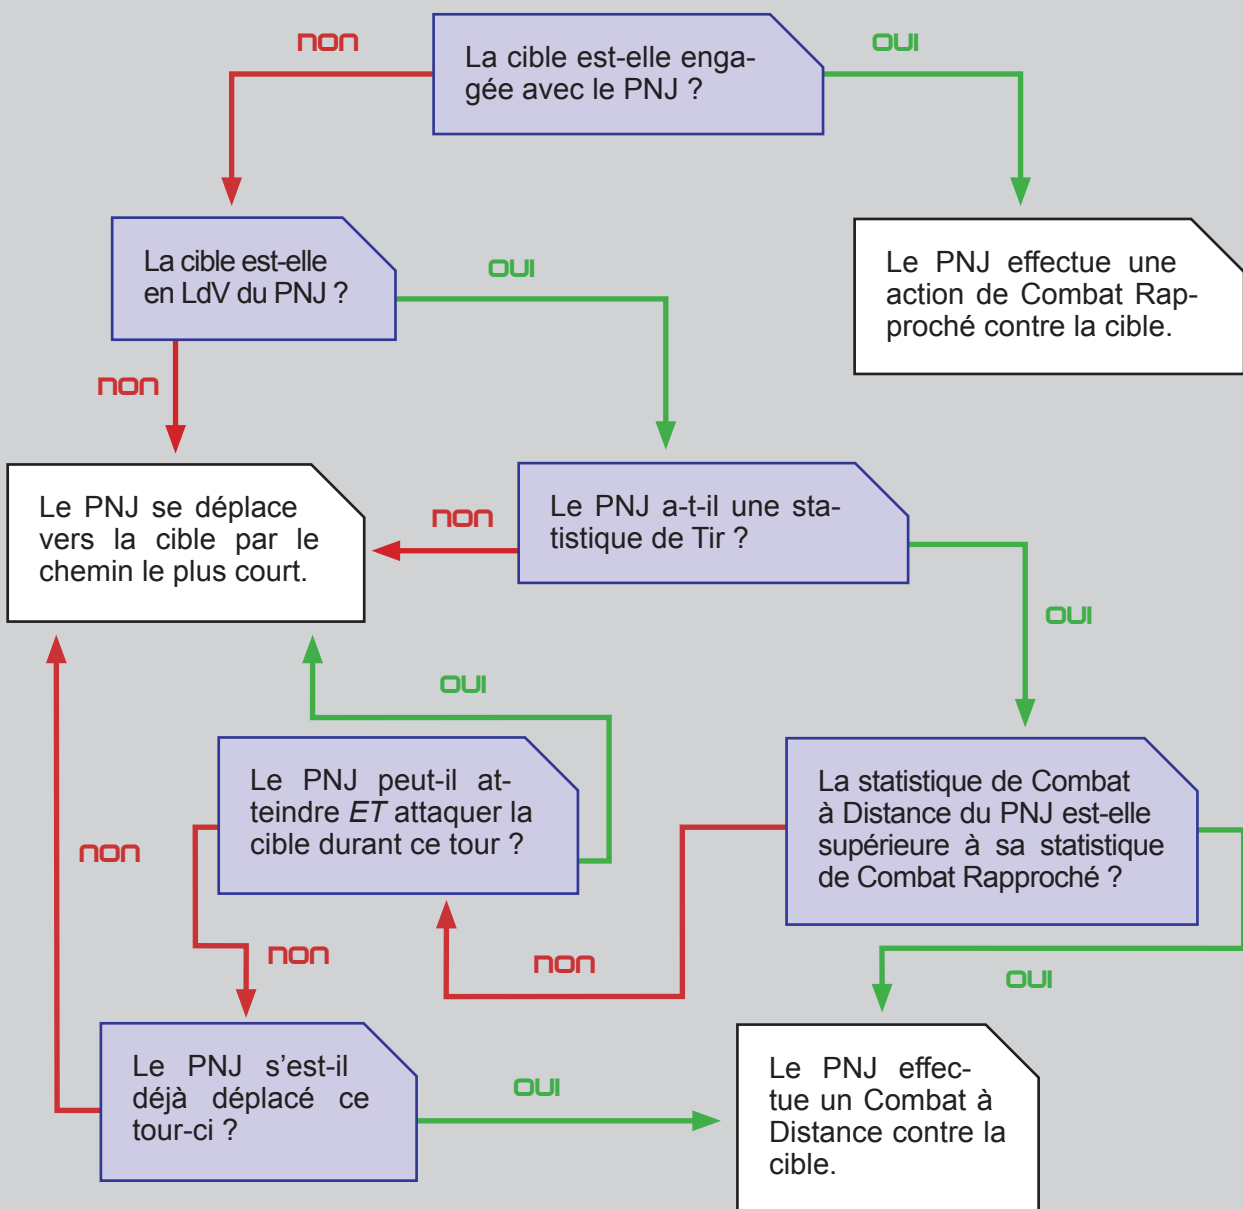 NON
La cible est-elle enga-
gée avec le PNJ ?
OUI
La cible est-elle
en LdV du PNJ ?
OUI
Le PNJ effectue une
action de Combat Rap-
proché contre la cible.
NON
Le PNJ se déplace
vers la cible par le
chemin le plus court.
NON
Le PNJ a-t-il une sta-
tistique de Tir ?
OUI
OUI
Le PNJ peut-il at-
teindre ET attaquer la
cible durant ce tour ?
La statistique de Combat
à Distance du PNJ est-elle
supérieure à sa statistique
de Combat Rapproché ?
NON
NON
NON
OUI
Le PNJ s'est-il
déjà déplacé ce
tour-ci ?
OUI
Le PNJ effec-
tue un Combat à
Distance contre la
cible.